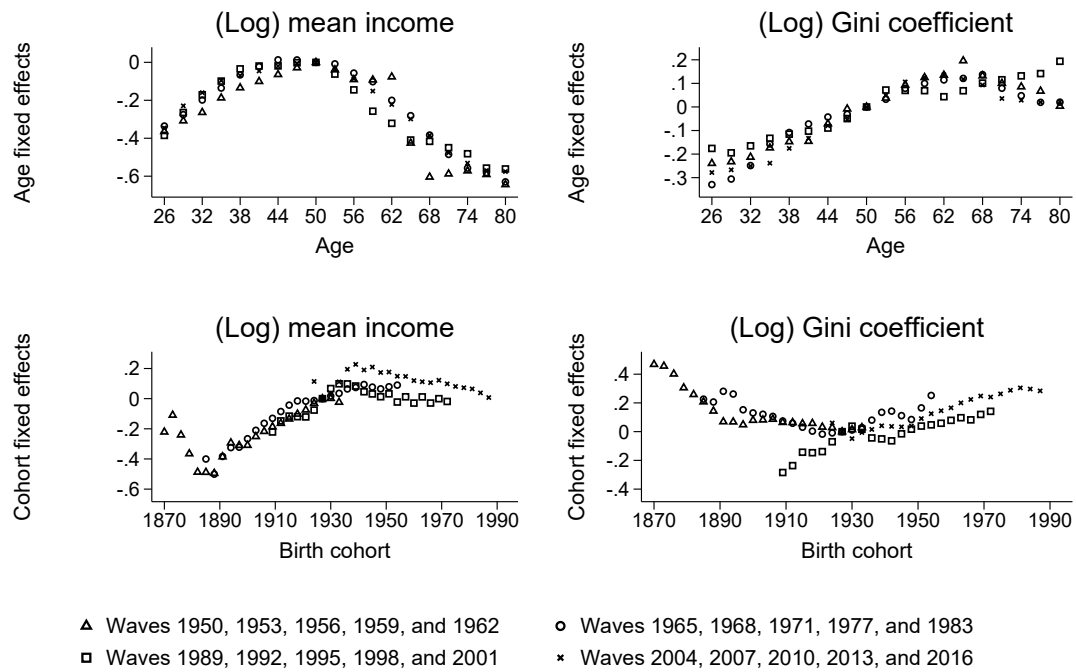 (Log) mean income
Age fixed effects
0
-.2
-.4
-.6
26 32 38 44 50 56 62 68 74 80
Age
(Log) Gini coefficient
Age fixed effects
.2
0.1
0
-.1
-.2
-.3
26 32 38 44 50 56 62 68 74 80
Age
(Log) mean income
Cohort fixed effects
.2
0
-.2
-.4
-.6
1870 1890 1910 1930 1950 1970 1990
Birth cohort
(Log) Gini coefficient
Cohort fixed effects
.4
.2
0
-.2
-.4
1870 1890 1910 1930 1950 1970 1990
Birth cohort
Waves 1950, 1953, 1956, 1959, and 1962
Waves 1965, 1968, 1971, 1977, and 1983
Waves 1989, 1992, 1995, 1998, and 2001
Waves 2004, 2007, 2010, 2013, and 2016